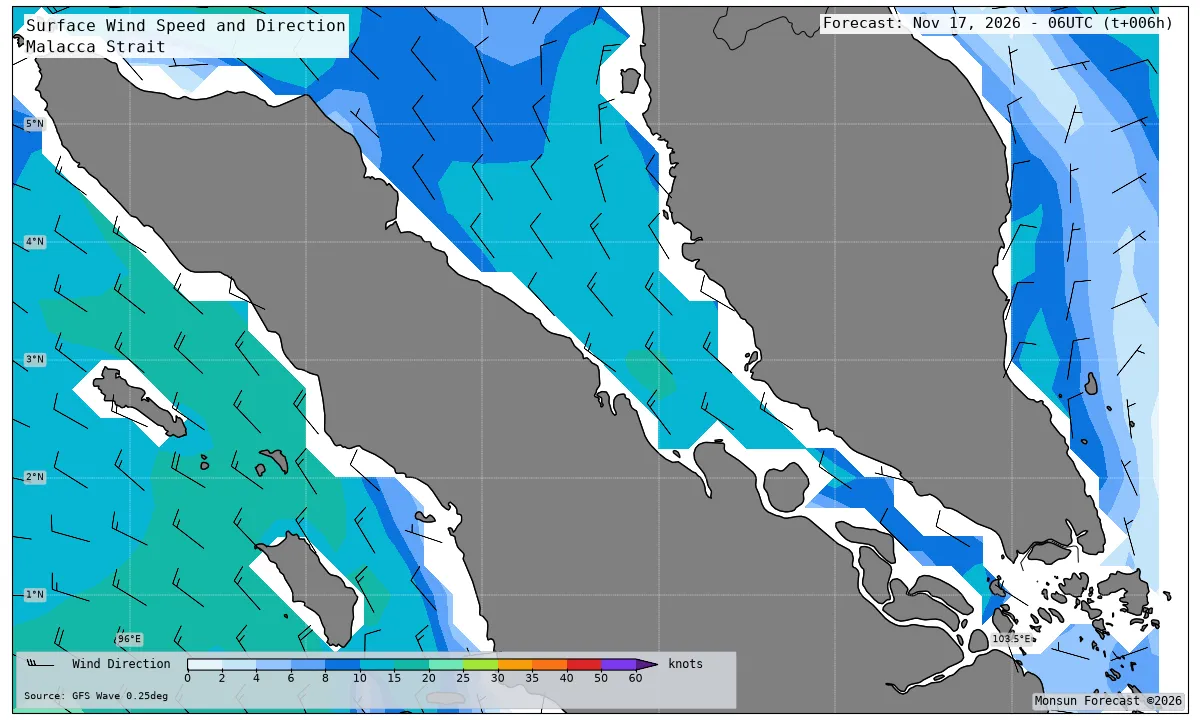 Surface Wind Speed and Direction
Malacca Strait
Forecast: Nov 17, 2026 - 06UTC (t+006h)
5°N
4°N
3°N
2°N
1°N
96°E
103.5°E
Wind Direction
knots
0 2 4 6 8 10 15 20 25 30 35 40 50 60
Source: GFS Wave 0.25deg
Monsun Forecast ©2026